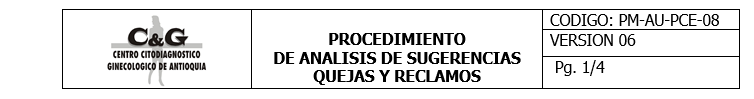 C&G
CENTRO CITODIAGNOSTICO
GINECOLOGICO DE ANTIOQUIA
PROCEDIMIENTO
DE ANALISIS DE SUGERENCIAS
QUEJAS Y RECLAMOS
CODIGO: PM-AU-PCE-08
VERSION 06
Pg. 1/4